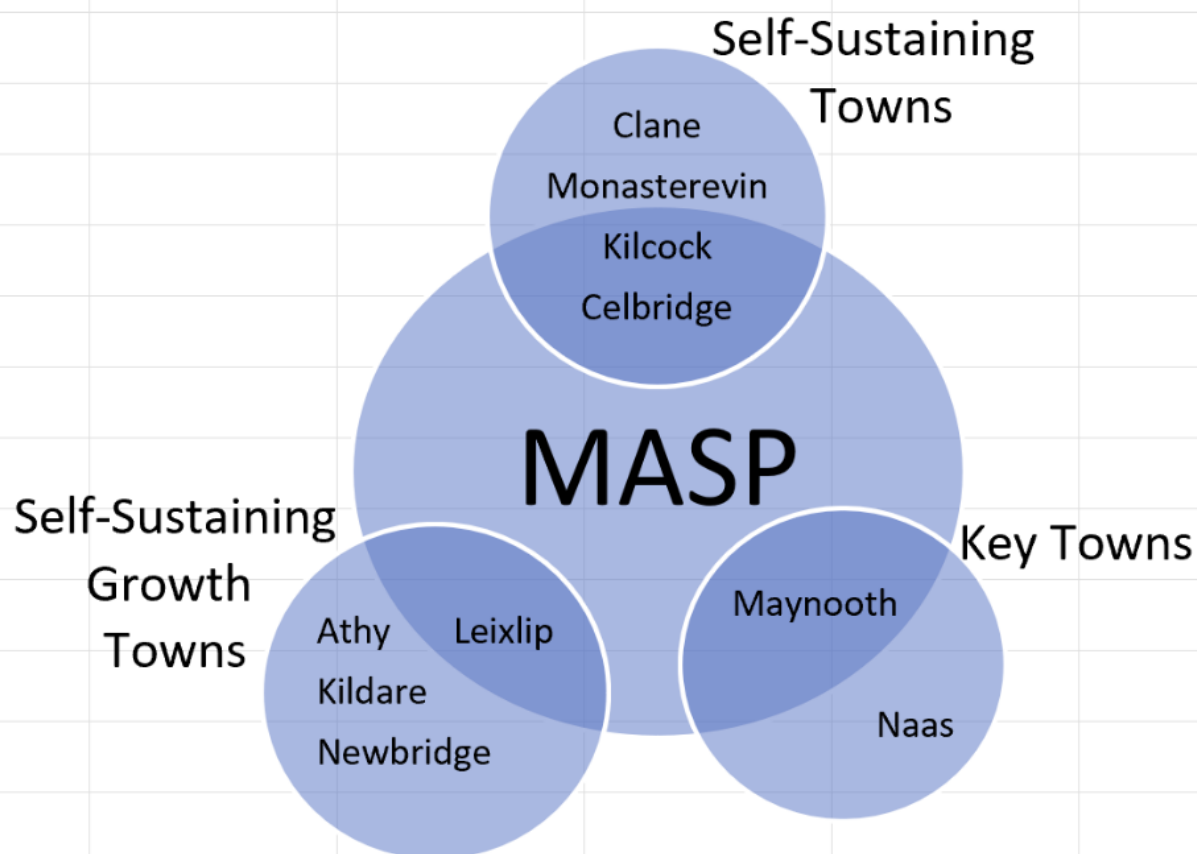 Self-Sustaining
Towns
Clane
Monasterevin
Kilcock
Celbridge
MASP
Self-Sustaining
Growth
Towns
Athy
Leixlip
Kildare
Newbridge
Key Towns
Maynooth
Naas